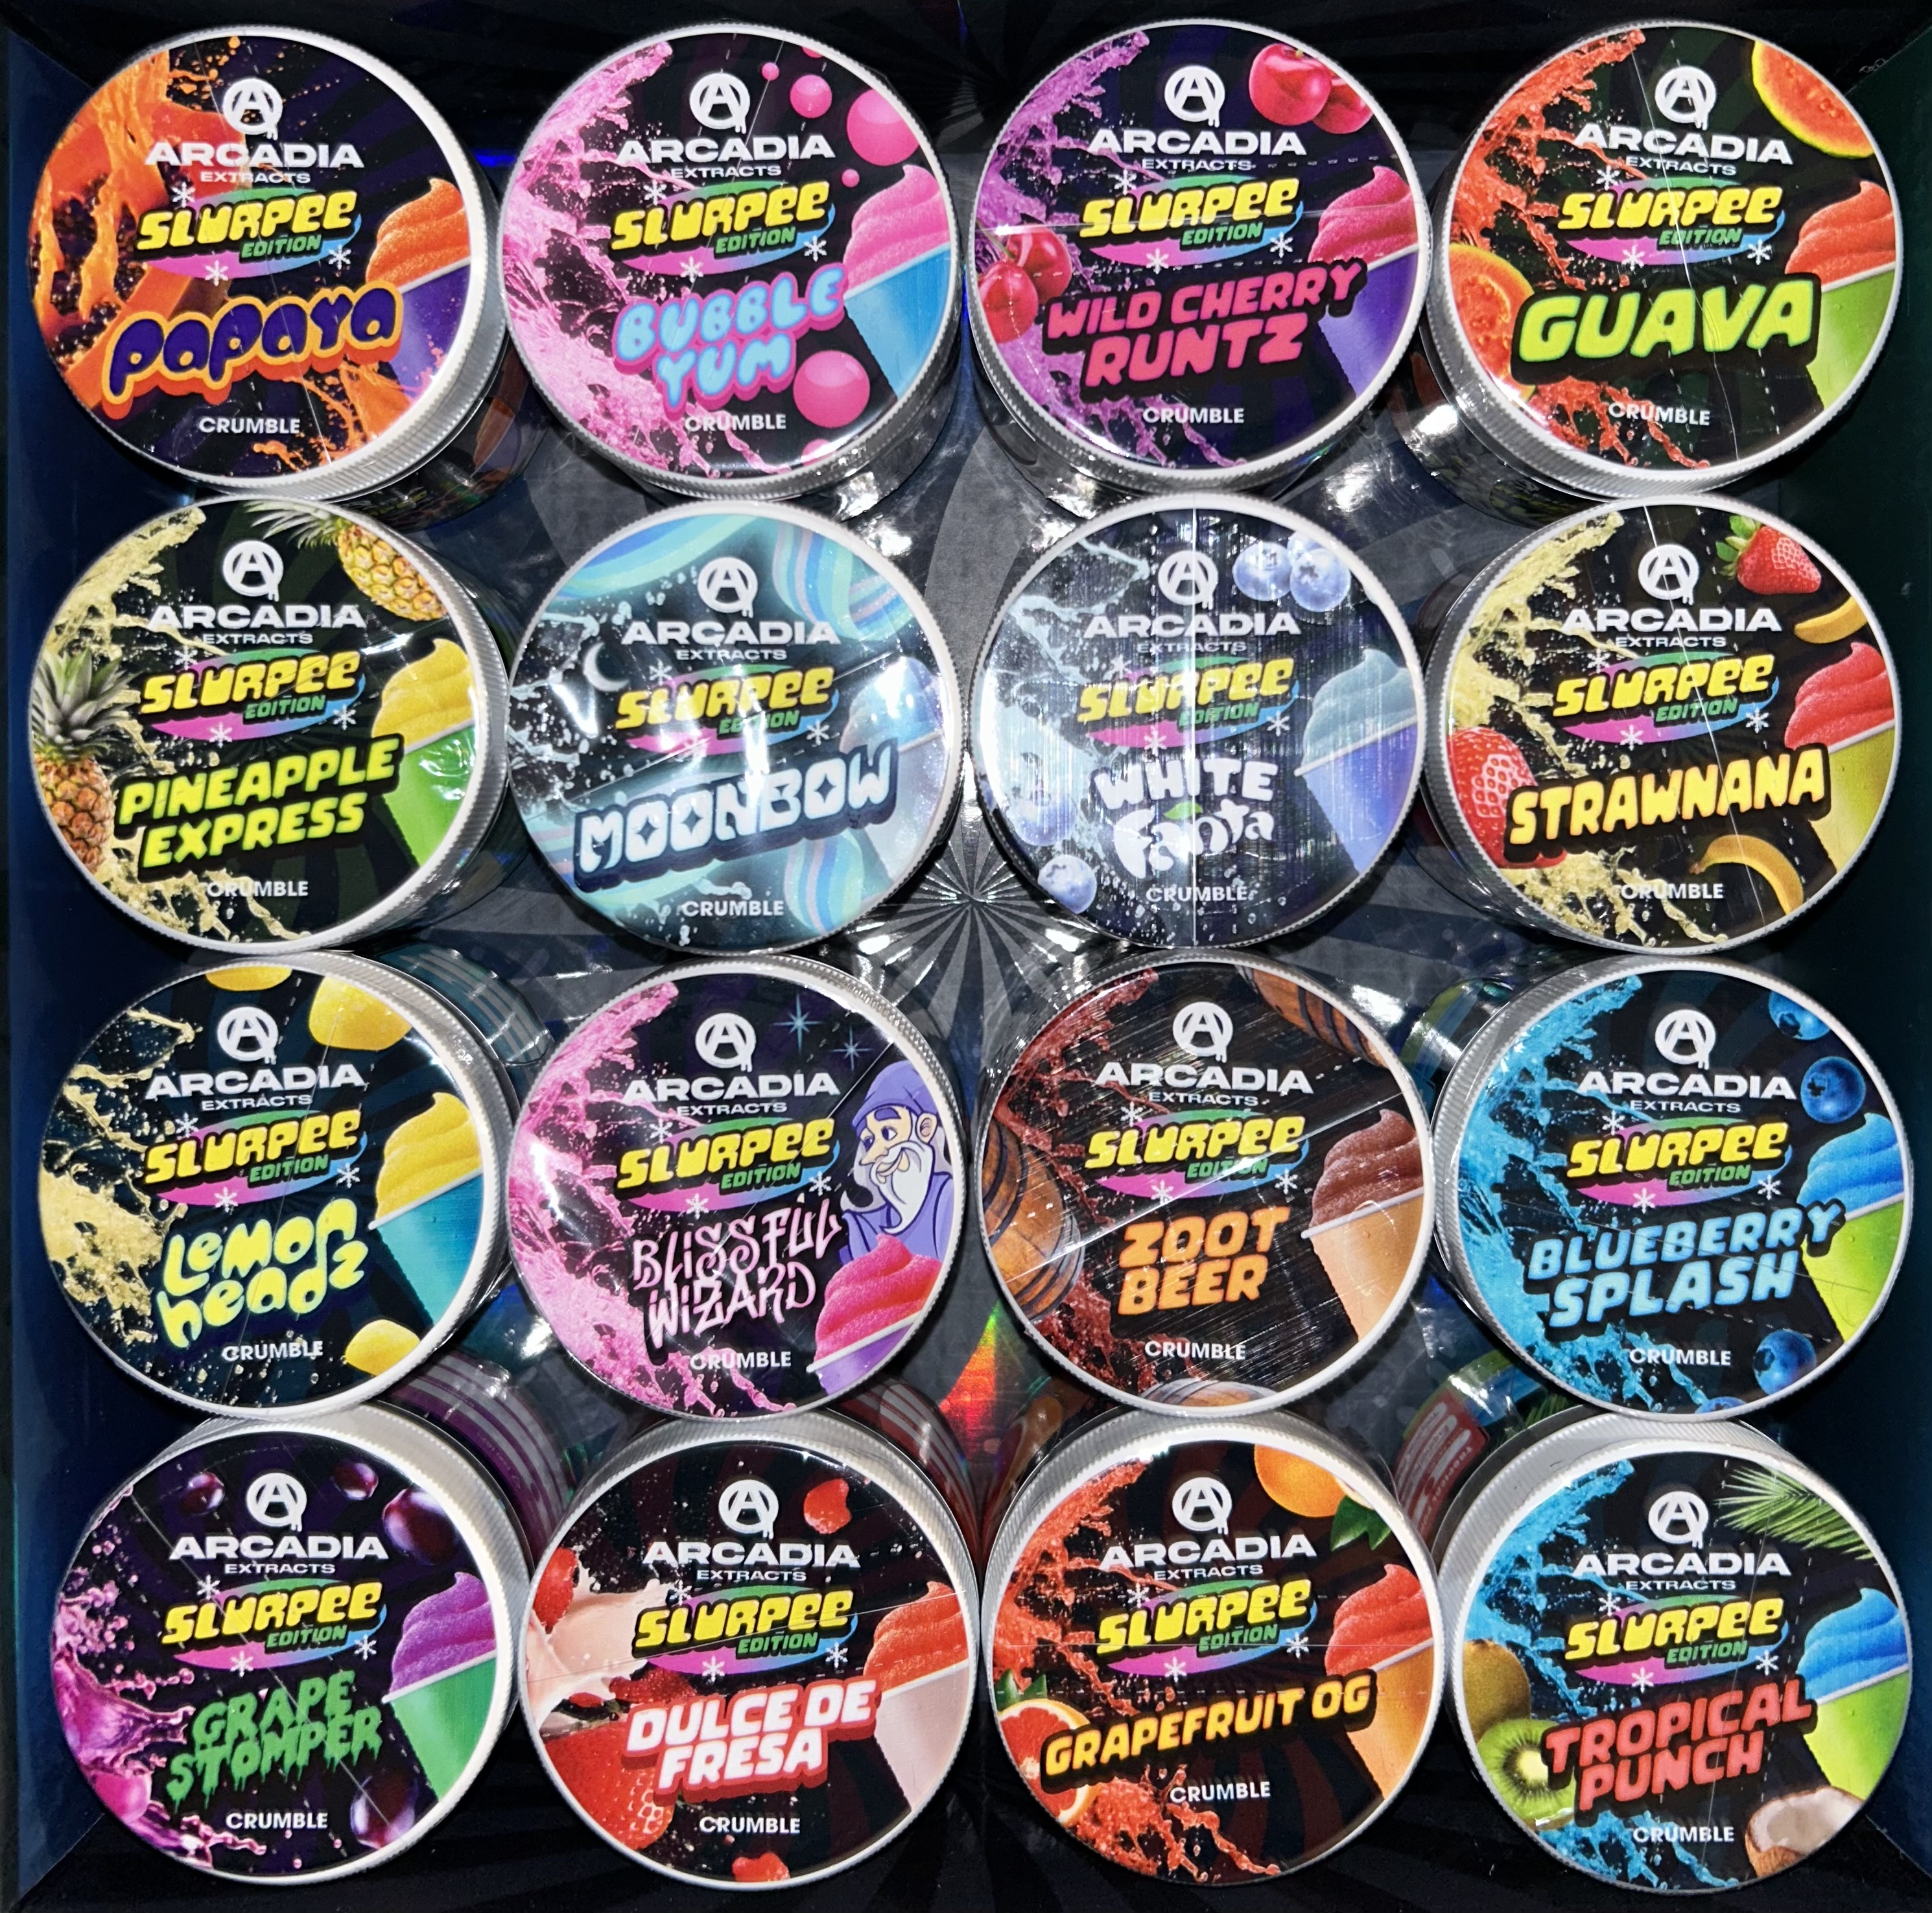 ARCADIA
EXTRACTS
SLURPEE
EDITION
PAPAYA
CRUMBLE
ARCADIA
EXTRACTS
SLURPEE
EDITION
BUBBLE
YUM
CRUMBLE
ARCADIA
EXTRACTS
SLURPEE
EDITION
WILD CHERRY
RUNTZ
CRUMBLE
ARCADIA
EXTRACTS
SLURPEE
EDITION
GUAVA
CRUMBLE
ARCADIA
EXTRACTS
SLURPEE
EDITION
PINEAPPLE
EXPRESS
CRUMBLE
ARCADIA
EXTRACTS
SLURPEE
EDITION
MOONBOW
CRUMBLE
ARCADIA
EXTRACTS
SLURPEE
EDITION
WHITE
Fanta
CRUMBLE
ARCADIA
EXTRACTS
SLURPEE
EDITION
STRAWNANA
CRUMBLE
ARCADIA
EXTRACTS
SLURPEE
EDITION
Lemon
headz
CRUMBLE
ARCADIA
EXTRACTS
SLURPEE
EDITION
BLISSFUL
WIZARD
CRUMBLE
ARCADIA
EXTRACTS
SLURPEE
EDITION
ZOOT
BEER
CRUMBLE
ARCADIA
EXTRACTS
SLURPEE
EDITION
BLUEBERRY
SPLASH
CRUMBLE
ARCADIA
EXTRACTS
SLURPEE
EDITION
GRAPE
STOMPER
CRUMBLE
ARCADIA
EXTRACTS
SLURPEE
EDITION
DULCE DE
FRESA
CRUMBLE
ARCADIA
EXTRACTS
SLURPEE
EDITION
GRAPEFRUIT OG
CRUMBLE
ARCADIA
EXTRACTS
SLURPEE
EDITION
TROPICAL
PUNCH
CRUMBLE